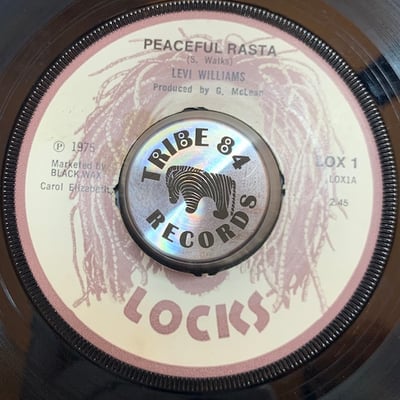 PEACEFUL RASTA
(S. Walks)
LEVI WILLIAMS
Produced by G. McLean
℗ 1975
Marketed by
BLACK WAX
Carol Elizabeth
LOX 1
LOX1A
2.45
TRIBE 84
RECORDS
LOCKS